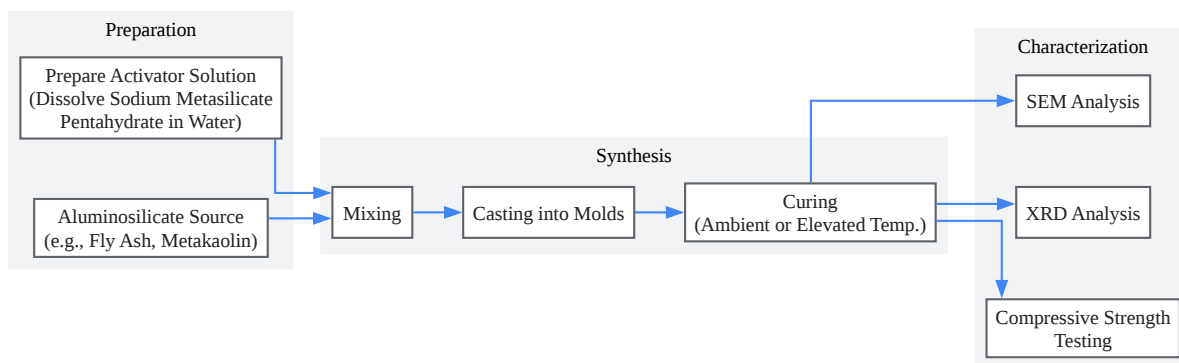 Preparation
Prepare Activator Solution
(Dissolve Sodium Metasilicate
Pentahydrate in Water)
Aluminosilicate Source
(e.g., Fly Ash, Metakaolin)
Synthesis
Mixing
Casting into Molds
Curing
(Ambient or Elevated Temp.)
Characterization
SEM Analysis
XRD Analysis
Compressive Strength
Testing